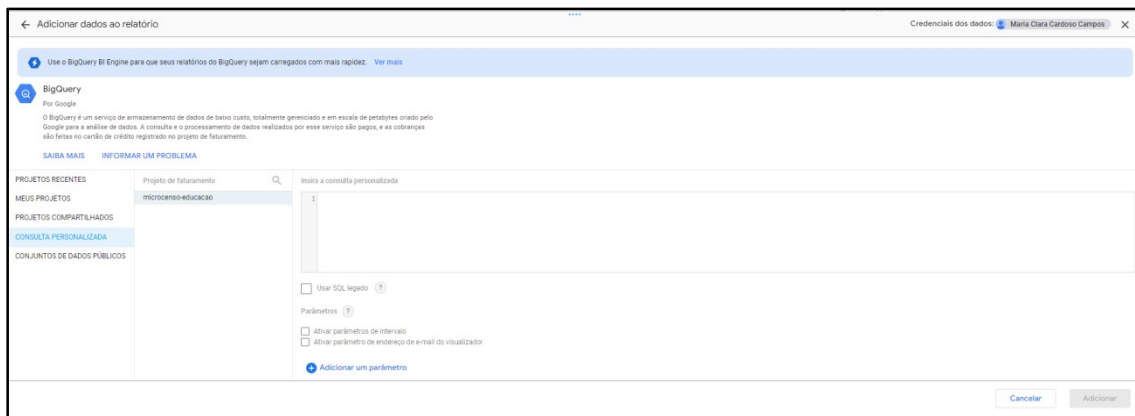 ← Adicionar dados ao relatório
Credenciais dos dados: Maria Clara Cardoso Campos
Use o BigQuery BI Engine para que seus relatórios do BigQuery sejam carregados com mais rapidez. Ver mais
BigQuery
Por Google
O BigQuery é um serviço de armazenamento de dados de baixo custo, totalmente gerenciado e em escala de petabytes criado pelo
Google para a análise de dados. A consulta e o processamento de dados realizados por esse serviço são pagos, e as cobranças
são feitas no cartão de crédito registrado no projeto de faturamento.
SAIBA MAIS INFORMAR UM PROBLEMA
PROJETOS RECENTES
MEUS PROJETOS
PROJETOS COMPARTILHADOS
CONSULTA PERSONALIZADA
CONJUNTOS DE DADOS PÚBLICOS
Projeto de faturamento
microcenso-educacao
Insira a consulta personalizada
1
Usar SQL legado ?
Parâmetros ?
Ativar parâmetros de intervalo
Ativar parâmetro de endereço de e-mail do visualizador
Adicionar um parâmetro
Cancelar Adicionar